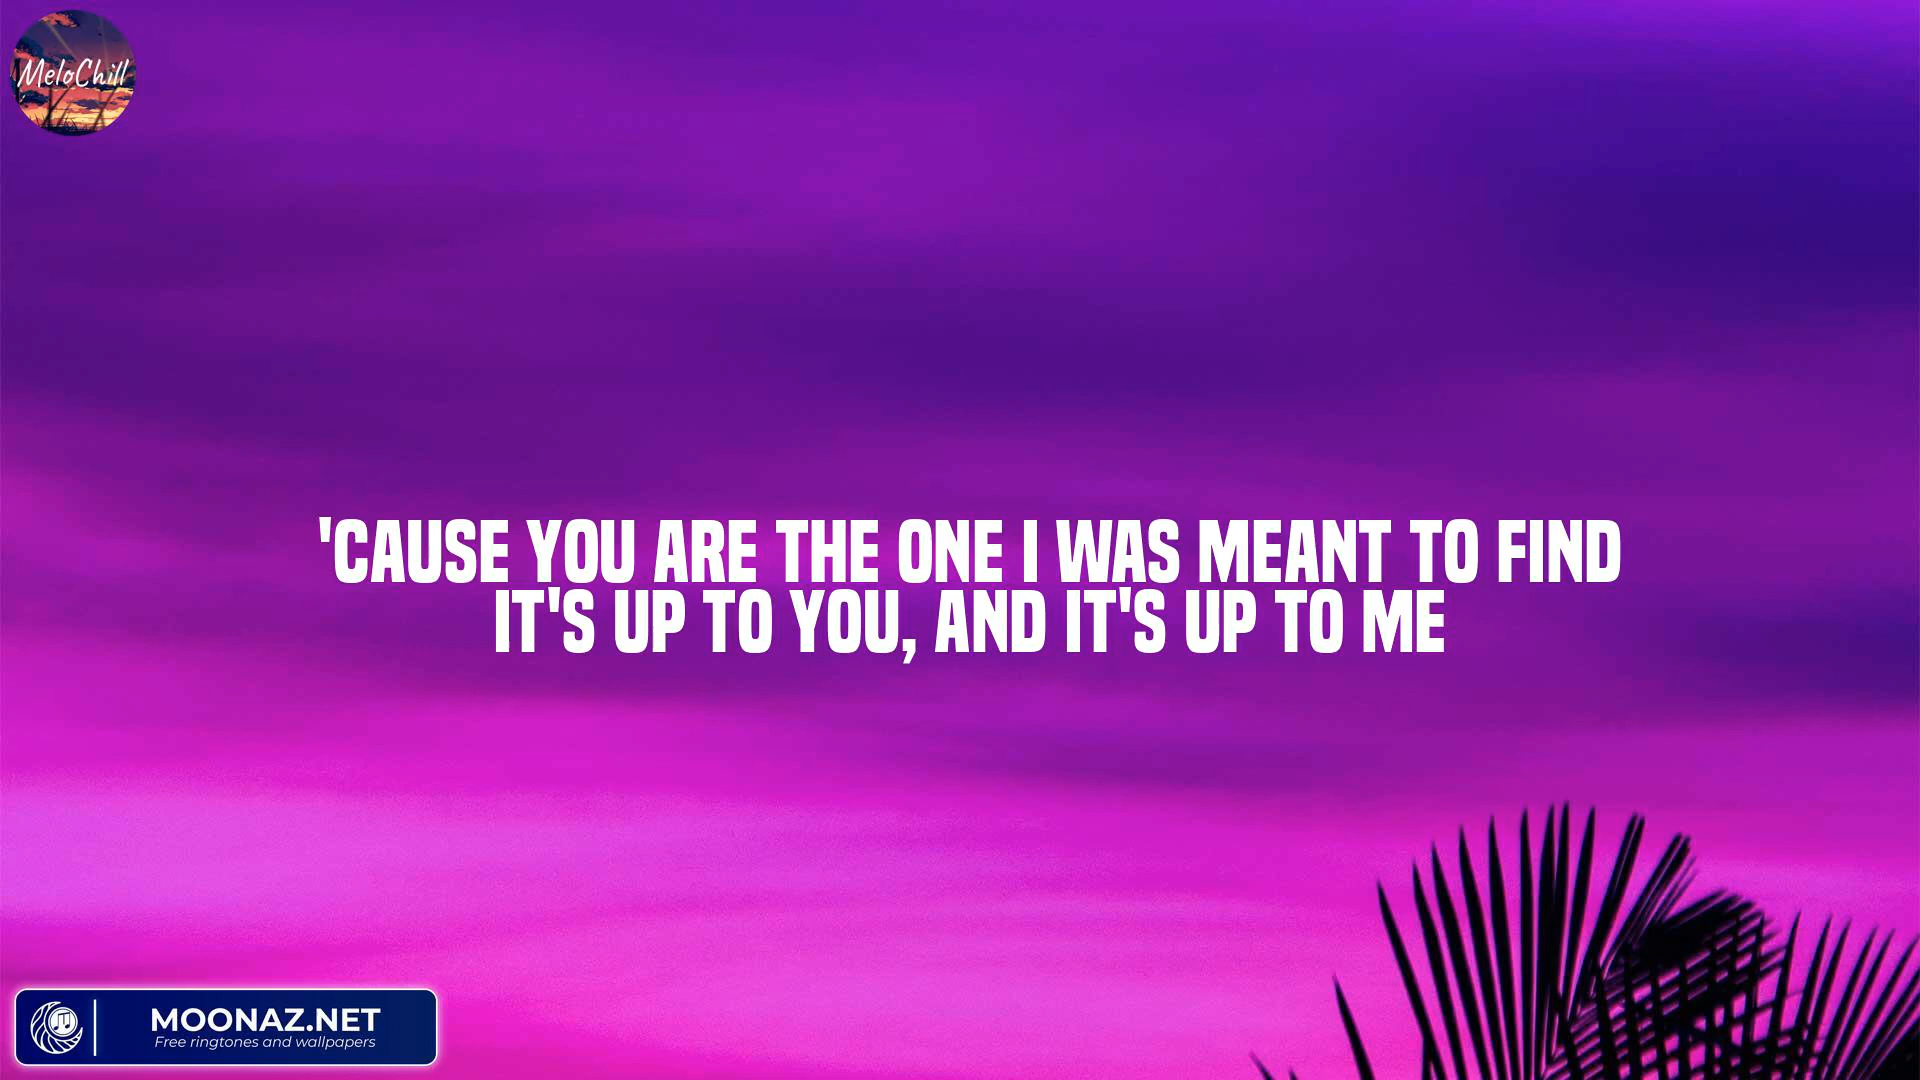 MeloChill
'CAUSE YOU ARE THE ONE I WAS MEANT TO FIND
IT'S UP TO YOU, AND IT'S UP TO ME
MOONAZ.NET
Free ringtones and wallpapers